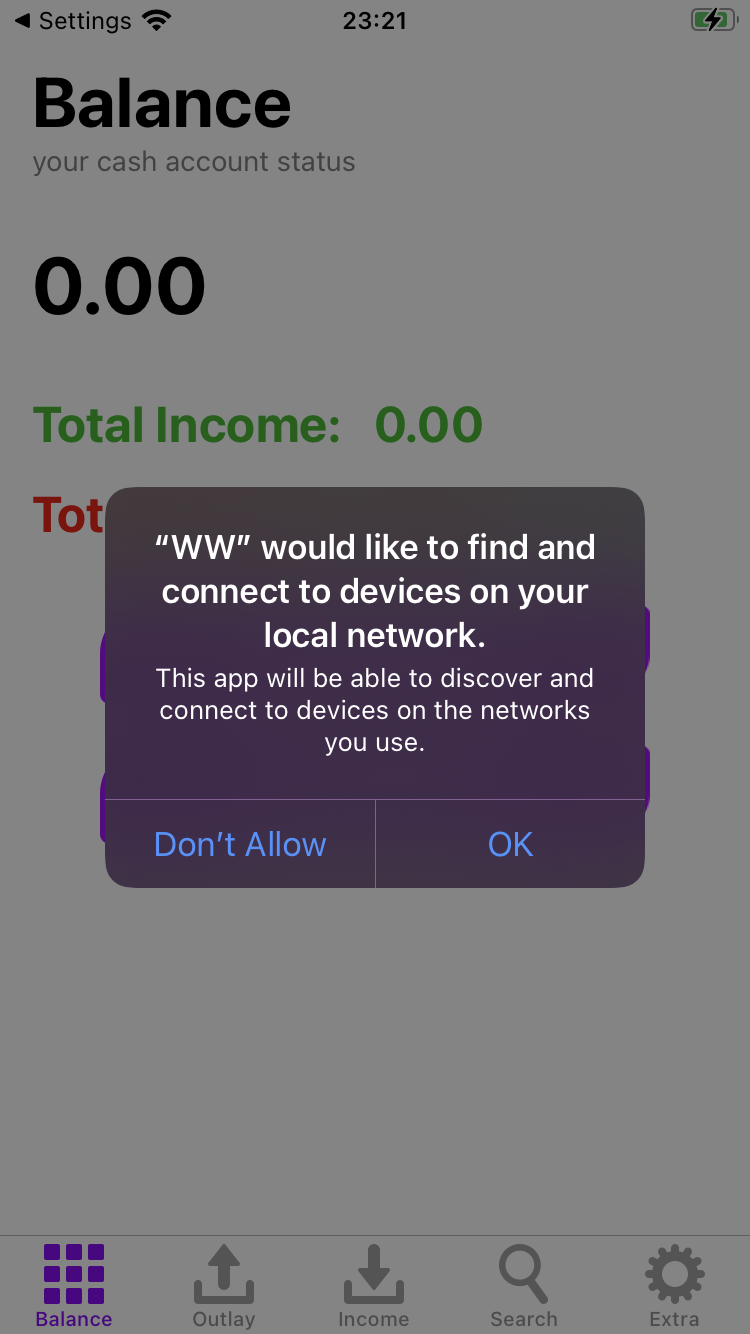 Settings 23:21
Balance
your cash account status
0.00
Total Income: 0.00
“WW” would like to find and
connect to devices on your
local network.
This app will be able to discover and
connect to devices on the networks
you use.
Don’t Allow OK
Balance Outlay Income Search Extra